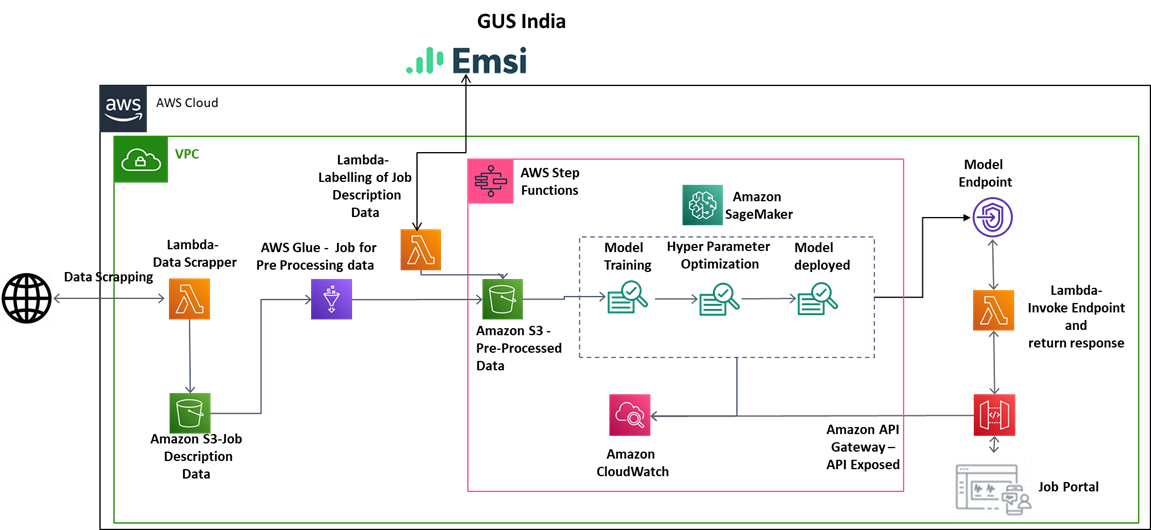 GUS India
Emsi
aws
AWS Cloud
VPC
Lambda-
Labelling of Job
Description
Data
AWS Step
Functions
Amazon
SageMaker
Model
Endpoint
Lambda-
Data Scrapper
AWS Glue - Job for
Pre Processing data
Model
Training
Hyper Parameter
Optimization
Model
deployed
Data Scrapping
Lambda-
Invoke Endpoint
and
return response
Amazon S3 -
Pre-Processed
Data
Amazon S3-Job
Description
Data
Amazon
CloudWatch
Amazon API
Gateway –
API Exposed
Job Portal